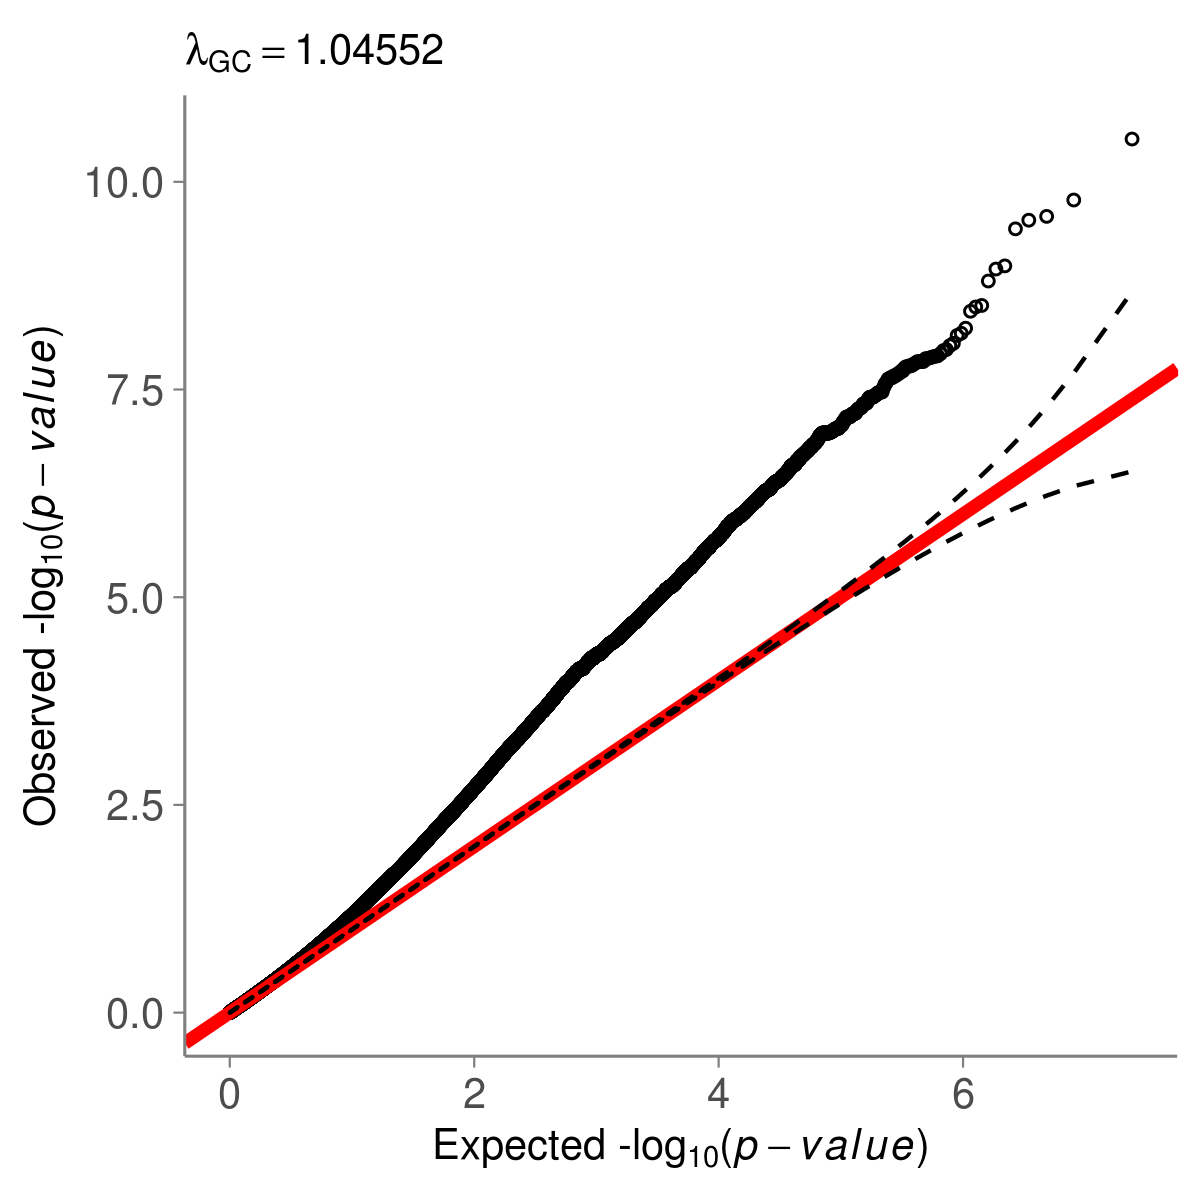 λGC = 1.04552
Observed -log10(p − value)
10.0
7.5
5.0
2.5
0.0
0 2 4 6
Expected -log10(p − value)